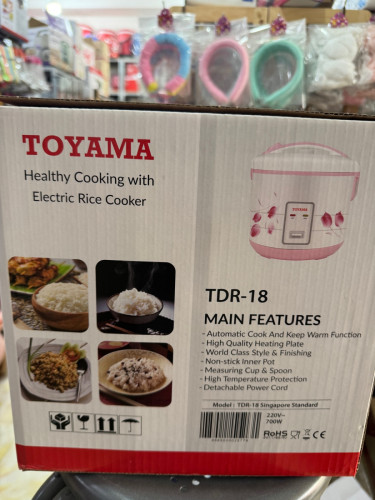 TOYAMA
Healthy Cooking with
Electric Rice Cooker
TDR-18
MAIN FEATURES
- Automatic Cook And Keep Warm Function
- High Quality Heating Plate
- World Class Style & Finishing
- Non-stick Inner Pot
- Measuring Cup & Spoon
- High Temperature Protection
- Detachable Power Cord
Model : TDR-18 Singapore Standard
220V~
700W
RoHS
CE